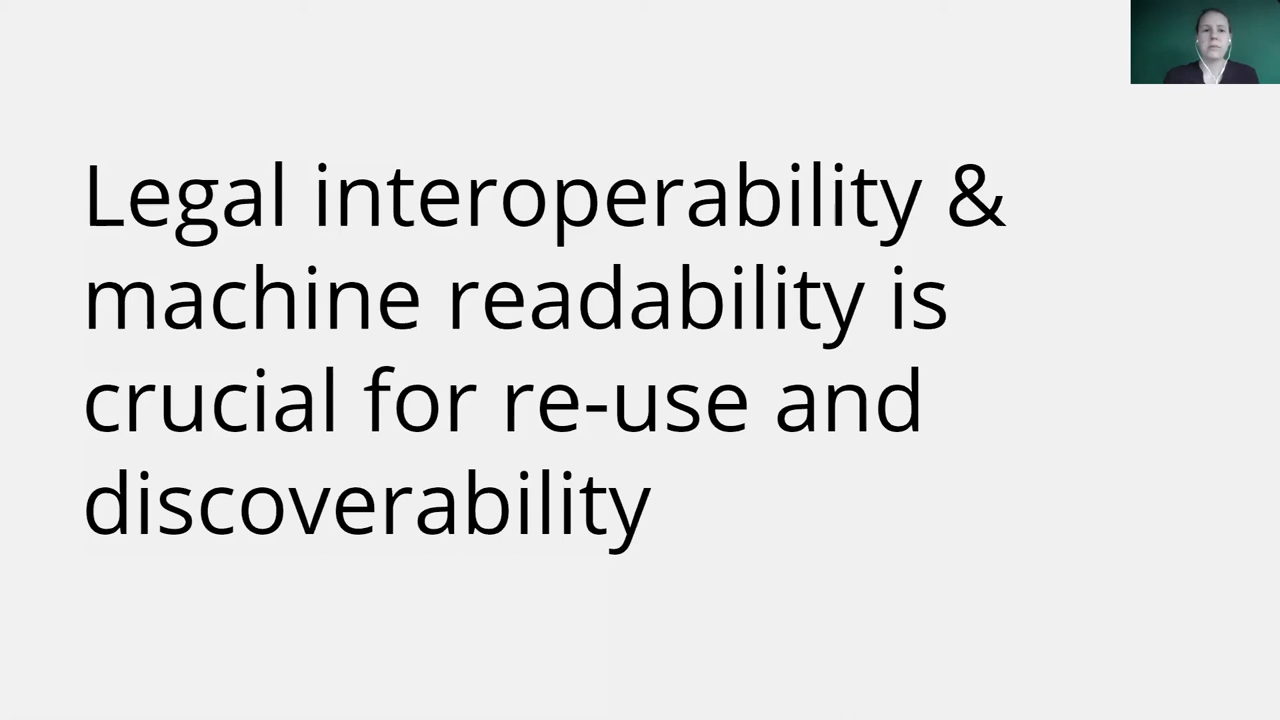 Legal interoperability &
machine readability is
crucial for re-use and
discoverability